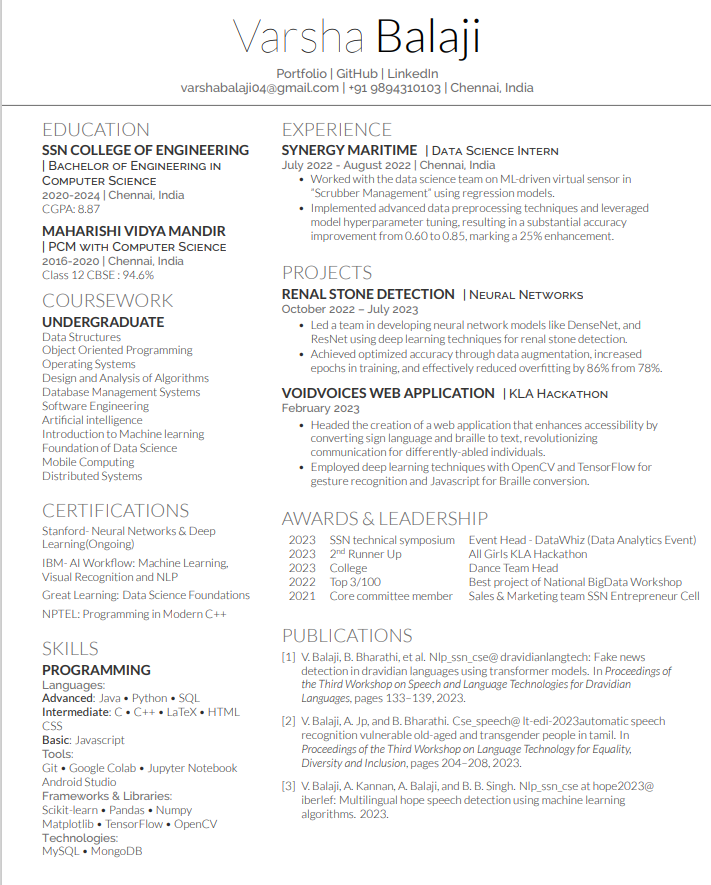 Varsha Balaji
Portfolio | GitHub | LinkedIn
varshabalaji04@gmail.com | +91 9894310103 | Chennai, India
EDUCATION
SSN COLLEGE OF ENGINEERING
| Bachelor of Engineering in
Computer Science
2020-2024 | Chennai, India
CGPA: 8.87
MAHARISHI VIDYA MANDIR
| PCM with Computer Science
2016-2020 | Chennai, India
Class 12 CBSE : 94.6%
COURSEWORK
UNDERGRADUATE
Data Structures
Object Oriented Programming
Operating Systems
Design and Analysis of Algorithms
Database Management Systems
Software Engineering
Artificial intelligence
Introduction to Machine learning
Foundation of Data Science
Mobile Computing
Distributed Systems
CERTIFICATIONS
Stanford- Neural Networks & Deep
Learning(Ongoing)
IBM- AI Workflow: Machine Learning,
Visual Recognition and NLP
Great Learning: Data Science Foundations
NPTEL: Programming in Modern C++
SKILLS
PROGRAMMING
Languages:
Advanced: Java • Python • SQL
Intermediate: C • C++ • LaTeX • HTML
CSS
Basic: Javascript
Tools:
Git • Google Colab • Jupyter Notebook
Android Studio
Frameworks & Libraries:
Scikit-learn • Pandas • Numpy
Matplotlib • TensorFlow • OpenCV
Technologies:
MySQL • MongoDB
EXPERIENCE
SYNERGY MARITIME | Data Science Intern
July 2022 - August 2022 | Chennai, India
• Worked with the data science team on ML-driven virtual sensor in
“Scrubber Management” using regression models.
• Implemented advanced data preprocessing techniques and leveraged
model hyperparameter tuning, resulting in a substantial accuracy
improvement from 0.60 to 0.85, marking a 25% enhancement.
PROJECTS
RENAL STONE DETECTION | Neural Networks
October 2022 – July 2023
• Led a team in developing neural network models like DenseNet, and
ResNet using deep learning techniques for renal stone detection.
• Achieved optimized accuracy through data augmentation, increased
epochs in training, and effectively reduced overfitting by 86% from 78%.
VOIDVOICES WEB APPLICATION | KLA Hackathon
February 2023
• Headed the creation of a web application that enhances accessibility by
converting sign language and braille to text, revolutionizing
communication for differently-abled individuals.
• Employed deep learning techniques with OpenCV and TensorFlow for
gesture recognition and Javascript for Braille conversion.
AWARDS & LEADERSHIP
2023 SSN technical symposium Event Head - DataWhiz (Data Analytics Event)
2023 2nd Runner Up All Girls KLA Hackathon
2023 College Dance Team Head
2022 Top 3/100 Best project of National BigData Workshop
2021 Core committee member Sales & Marketing team SSN Entrepreneur Cell
PUBLICATIONS
[1] V. Balaji, B. Bharathi, et al. Nlp_ssn_cse@ dravidianlangtech: Fake news
detection in dravidian languages using transformer models. In Proceedings of
the Third Workshop on Speech and Language Technologies for Dravidian
Languages, pages 133–139, 2023.
[2] V. Balaji, A. Jp, and B. Bharathi. Cse_speech@ lt-edi-2023automatic speech
recognition vulnerable old-aged and transgender people in tamil. In
Proceedings of the Third Workshop on Language Technology for Equality,
Diversity and Inclusion, pages 204–208, 2023.
[3] V. Balaji, A. Kannan, A. Balaji, and B. B. Singh. Nlp_ssn_cse at hope2023@
iberlef: Multilingual hope speech detection using machine learning
algorithms. 2023.